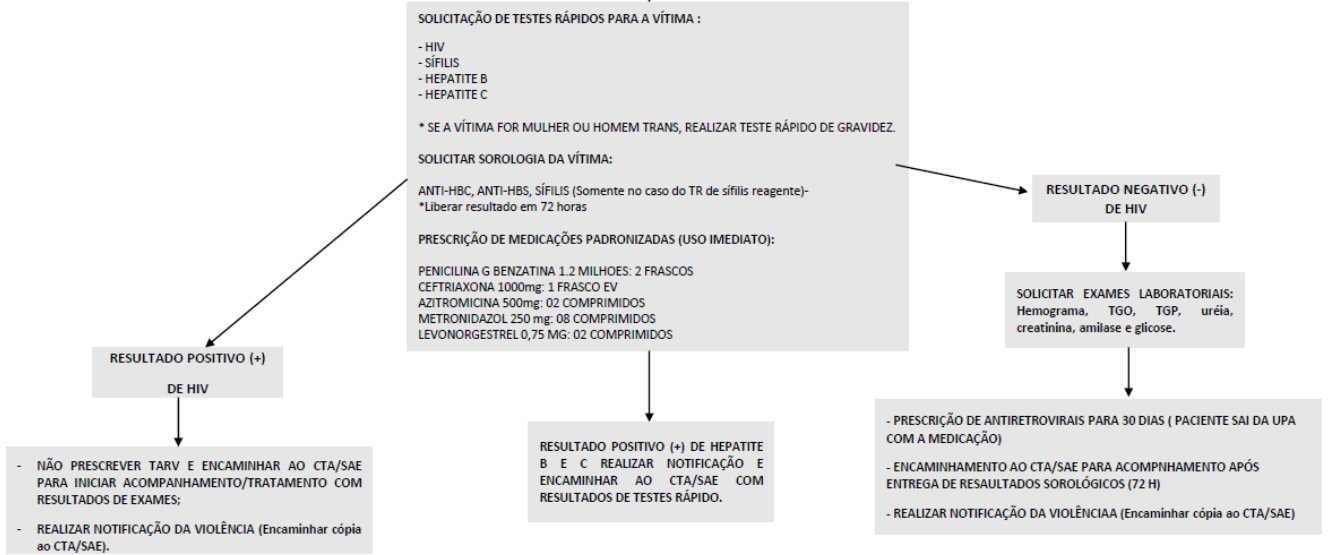 SOLICITAÇÃO DE TESTES RÁPIDOS PARA A VÍTIMA :
- HIV
- SÍFILIS
- HEPATITE B
- HEPATITE C
* SE A VÍTIMA FOR MULHER OU HOMEM TRANS, REALIZAR TESTE RÁPIDO DE GRAVIDEZ.
SOLICITAR SOROLOGIA DA VÍTIMA:
ANTI-HBC, ANTI-HBS, SÍFILIS (Somente no caso do TR de sífilis reagente)-
*Liberar resultado em 72 horas
PRESCRIÇÃO DE MEDICAÇÕES PADRONIZADAS (USO IMEDIATO):
PENICILINA G BENZATINA 1.2 MILHOES: 2 FRASCOS
CEFTRIAXONA 1000mg: 1 FRASCO EV
AZITROMICINA 500mg: 02 COMPRIMIDOS
METRONIDAZOL 250 mg: 08 COMPRIMIDOS
LEVONORGESTREL 0,75 MG: 02 COMPRIMIDOS
RESULTADO POSITIVO (+)
DE HIV
- NÃO PRESCREVER TARV E ENCAMINHAR AO CTA/SAE
PARA INICIAR ACOMPANHAMENTO/TRATAMENTO COM
RESULTADOS DE EXAMES;
- REALIZAR NOTIFICAÇÃO DA VIOLÊNCIA (Encaminhar cópia
ao CTA/SAE).
RESULTADO POSITIVO (+) DE HEPATITE
B E C REALIZAR NOTIFICAÇÃO E
ENCAMINHAR AO CTA/SAE COM
RESULTADOS DE TESTES RÁPIDO.
RESULTADO NEGATIVO (-)
DE HIV
SOLICITAR EXAMES LABORATORIAIS:
Hemograma, TGO, TGP, uréia,
creatinina, amilase e glicose.
- PRESCRIÇÃO DE ANTIRETROVIRAIS PARA 30 DIAS ( PACIENTE SAI DA UPA
COM A MEDICAÇÃO)
- ENCAMINHAMENTO AO CTA/SAE PARA ACOMPNHAMENTO APÓS
ENTREGA DE RESAULTADOS SOROLÓGICOS (72 H)
- REALIZAR NOTIFICAÇÃO DA VIOLÊNCIAA (Encaminhar cópia ao CTA/SAE)